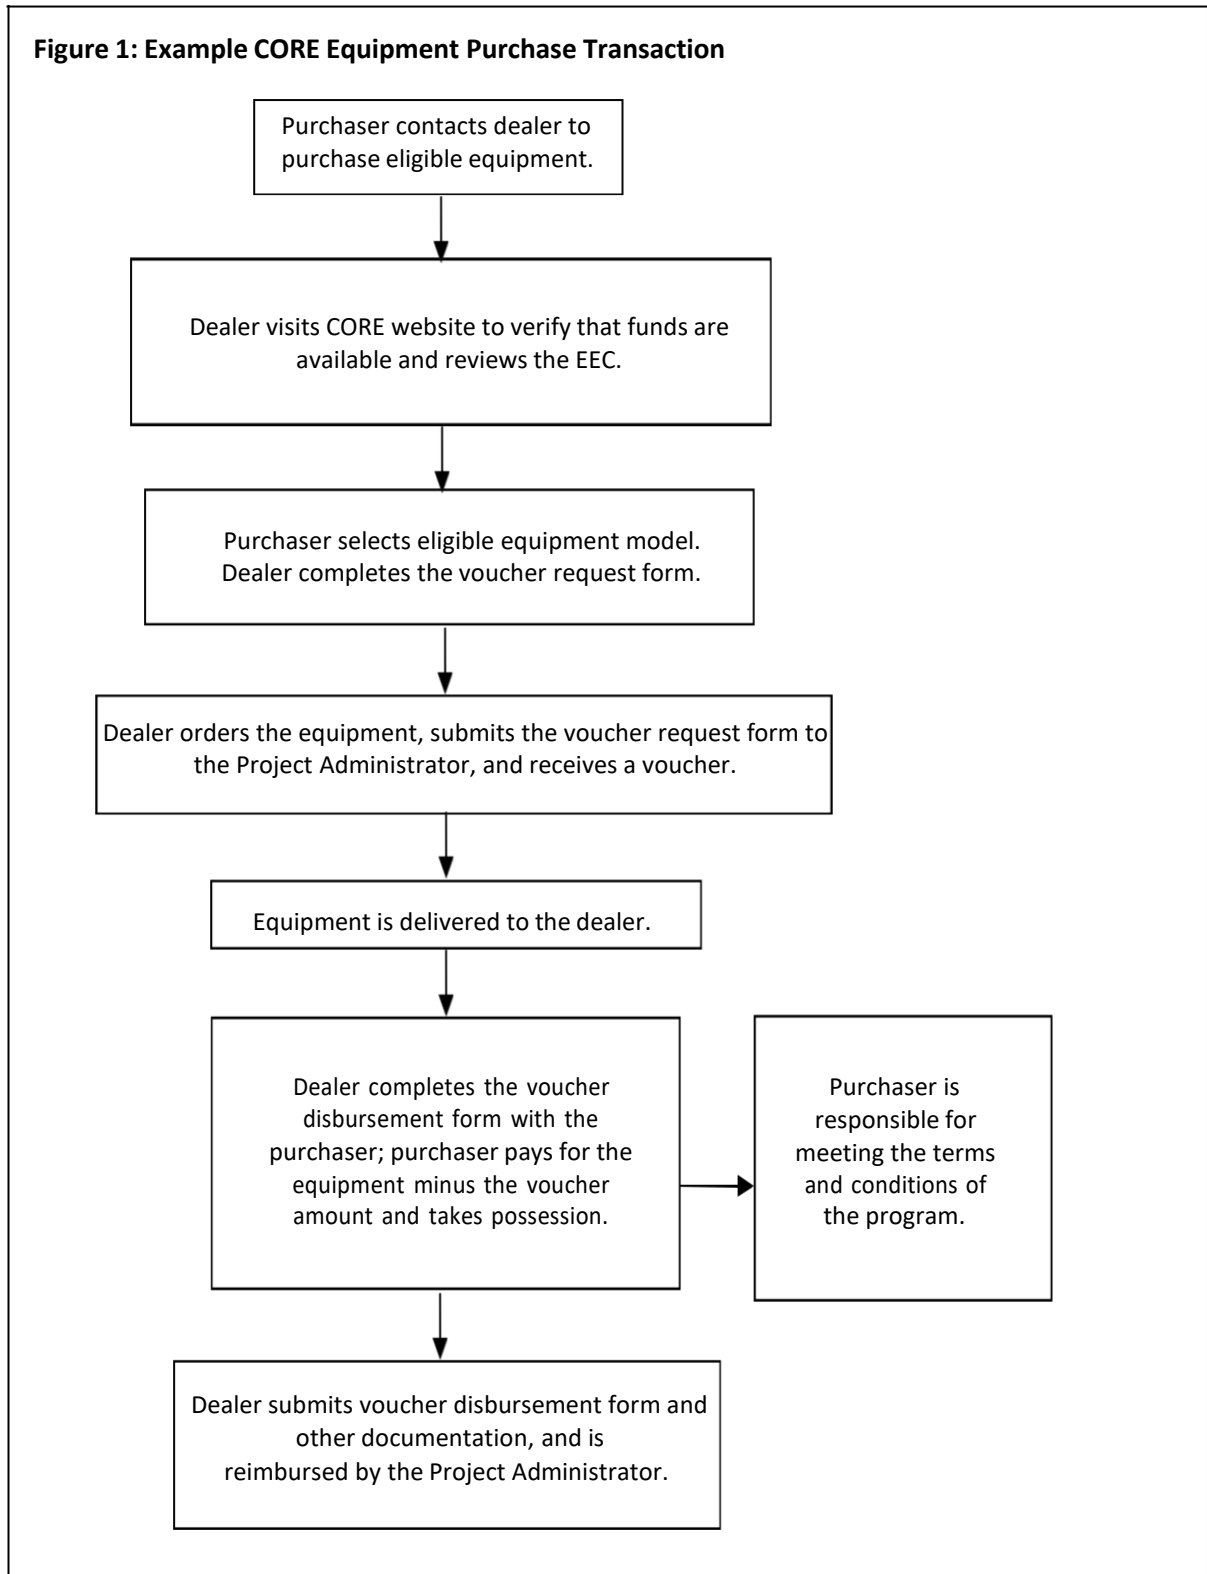 Figure 1: Example CORE Equipment Purchase Transaction
Purchaser contacts dealer to
purchase eligible equipment.
Dealer visits CORE website to verify that funds are
available and reviews the EEC.
Purchaser selects eligible equipment model.
Dealer completes the voucher request form.
Dealer orders the equipment, submits the voucher request form to
the Project Administrator, and receives a voucher.
Equipment is delivered to the dealer.
Dealer completes the voucher
disbursement form with the
purchaser; purchaser pays for the
equipment minus the voucher
amount and takes possession.
Purchaser is
responsible for
meeting the terms
and conditions of
the program.
Dealer submits voucher disbursement form and
other documentation, and is
reimbursed by the Project Administrator.